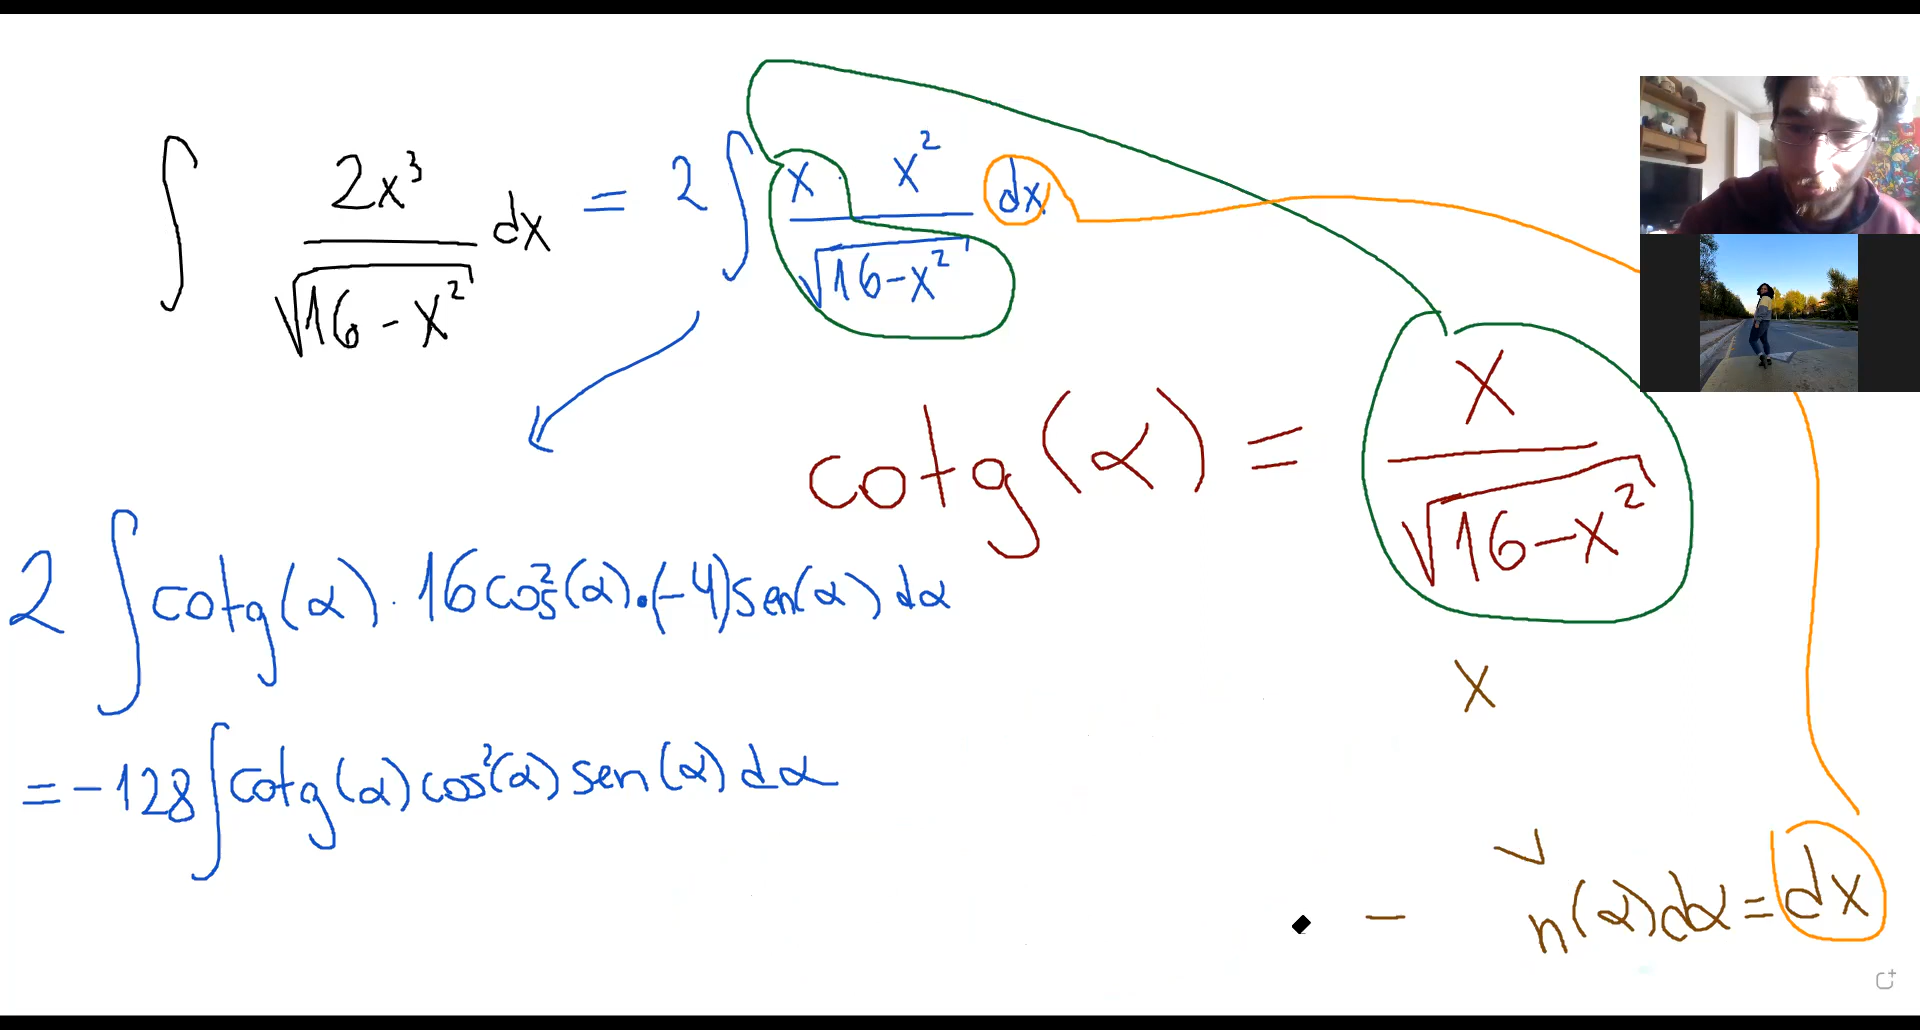 ∫ 2x³/√(16-x²) dx = 2 ∫ x x²/√(16-x²) dx
cotg(α) = x/√(16-x²)
2 ∫ cotg(α) · 16cos²(α)·(-4)sen(α) dα
x
= -128 ∫ cotg(α) cos²(α) sen(α) dα
- n(α)dα = dx